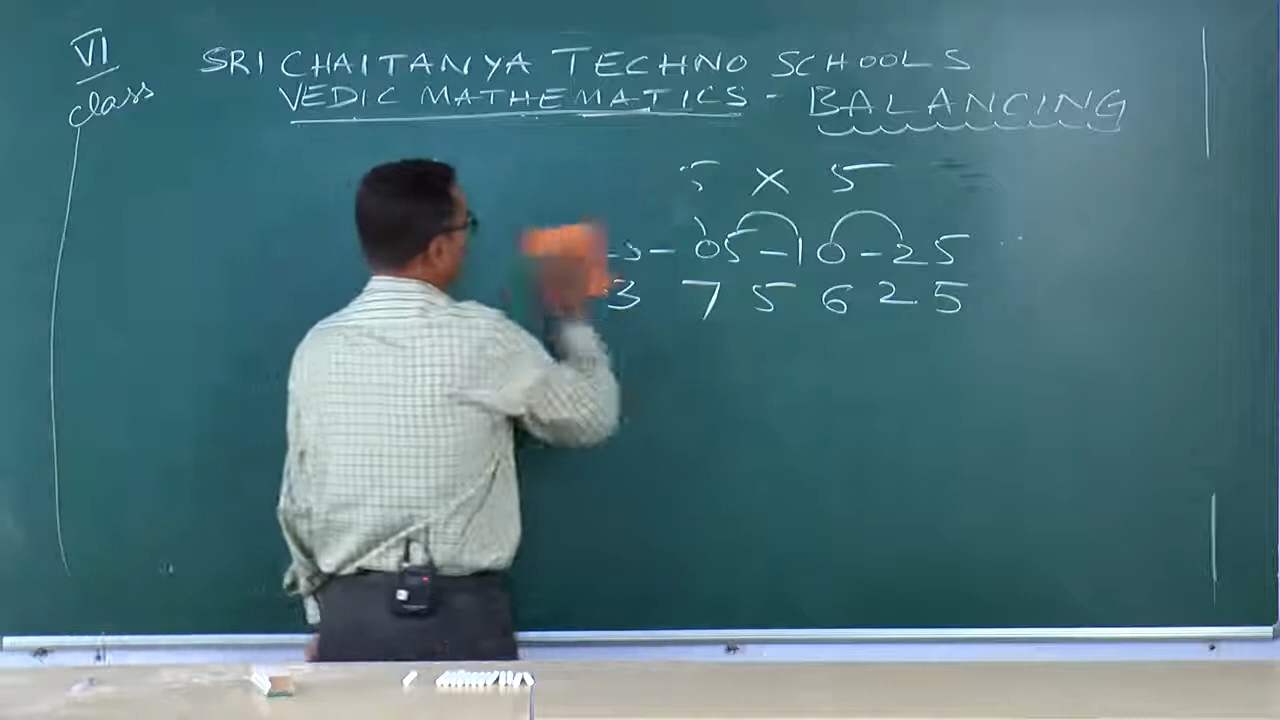 VI
class
SRI CHAITANYA TECHNO SCHOOLS
VEDIC MATHEMATICS - BALANCING
× 5
- 05 - 10 - 25
3 7 5 6 2 5